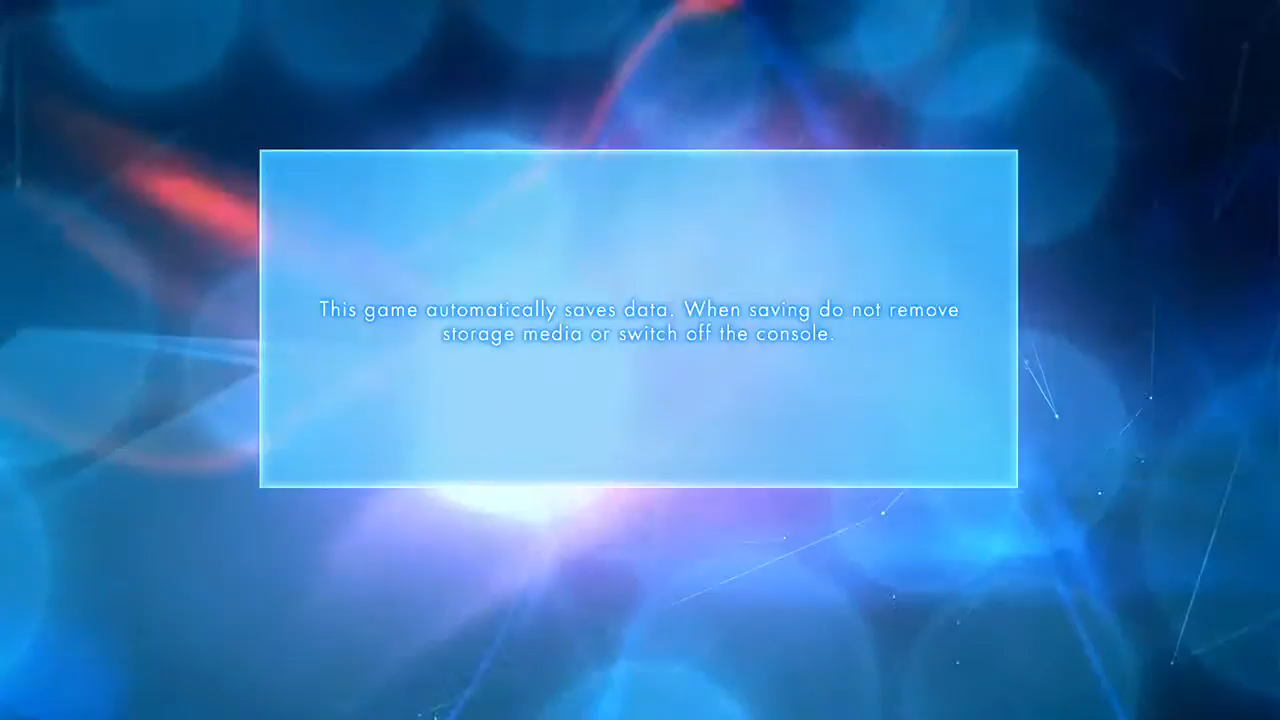 This game automatically saves data. When saving do not remove
storage media or switch off the console.